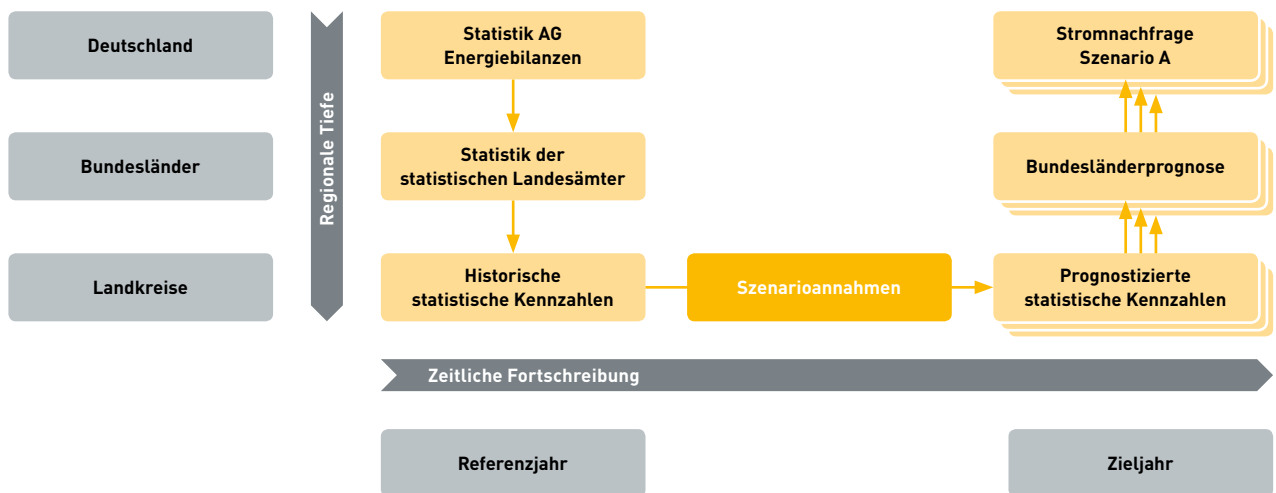 Deutschland
Statistik AG
Energiebilanzen
Stromnachfrage
Szenario A
Regionale Tiefe
Bundesländer
Statistik der
statistischen Landesämter
Bundesländerprognose
Landkreise
Historische
statistische Kennzahlen
Szenarioannahmen
Prognostizierte
statistische Kennzahlen
Zeitliche Fortschreibung
Referenzjahr
Zieljahr